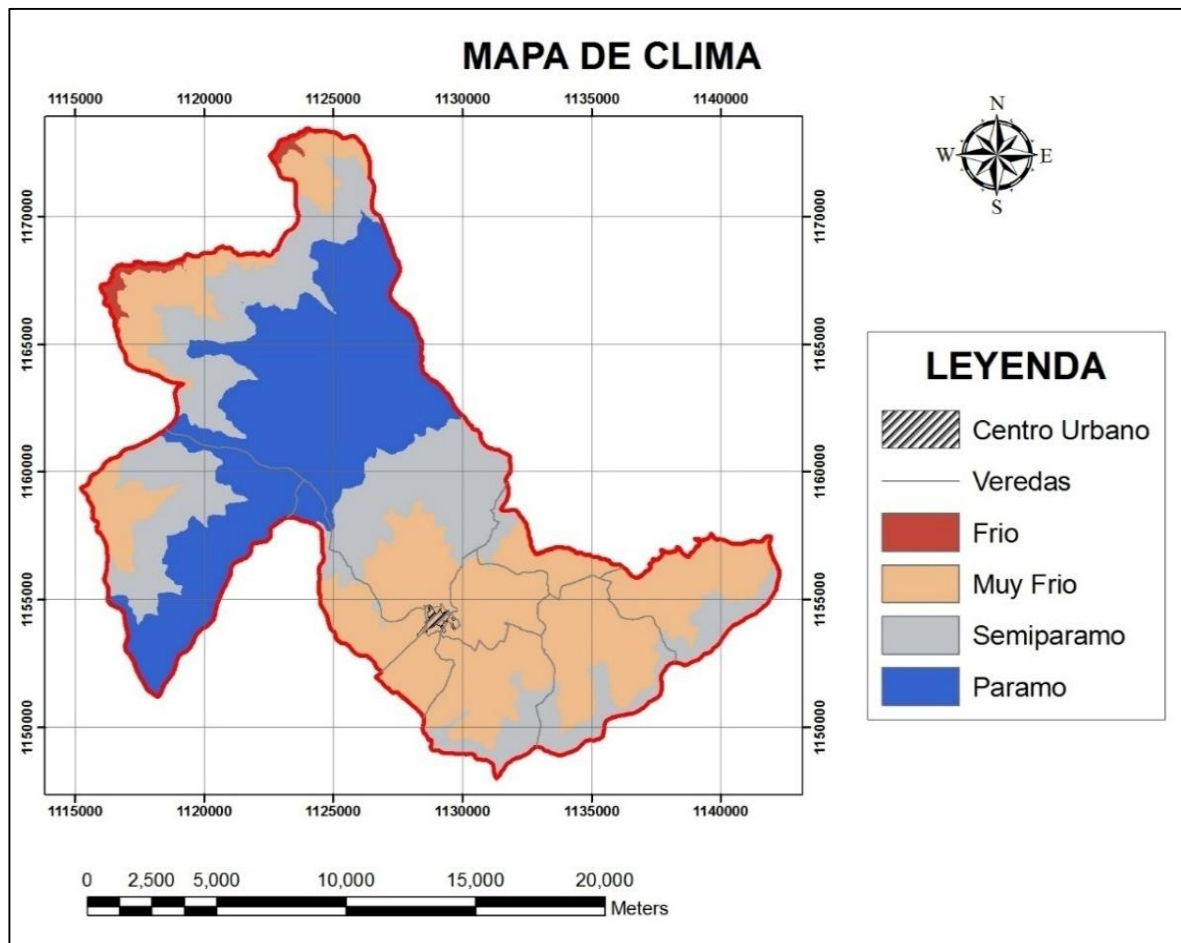 MAPA DE CLIMA
1115000 1120000 1125000 1130000 1135000 1140000
N
W E
S
1170000 1170000
1165000 1165000
1160000 1160000
1155000 1155000
1150000 1150000
1115000 1120000 1125000 1130000 1135000 1140000
LEYENDA
Centro Urbano
Veredas
Frio
Muy Frio
Semiparamo
Paramo
0 2,500 5,000 10,000 15,000 20,000
Meters